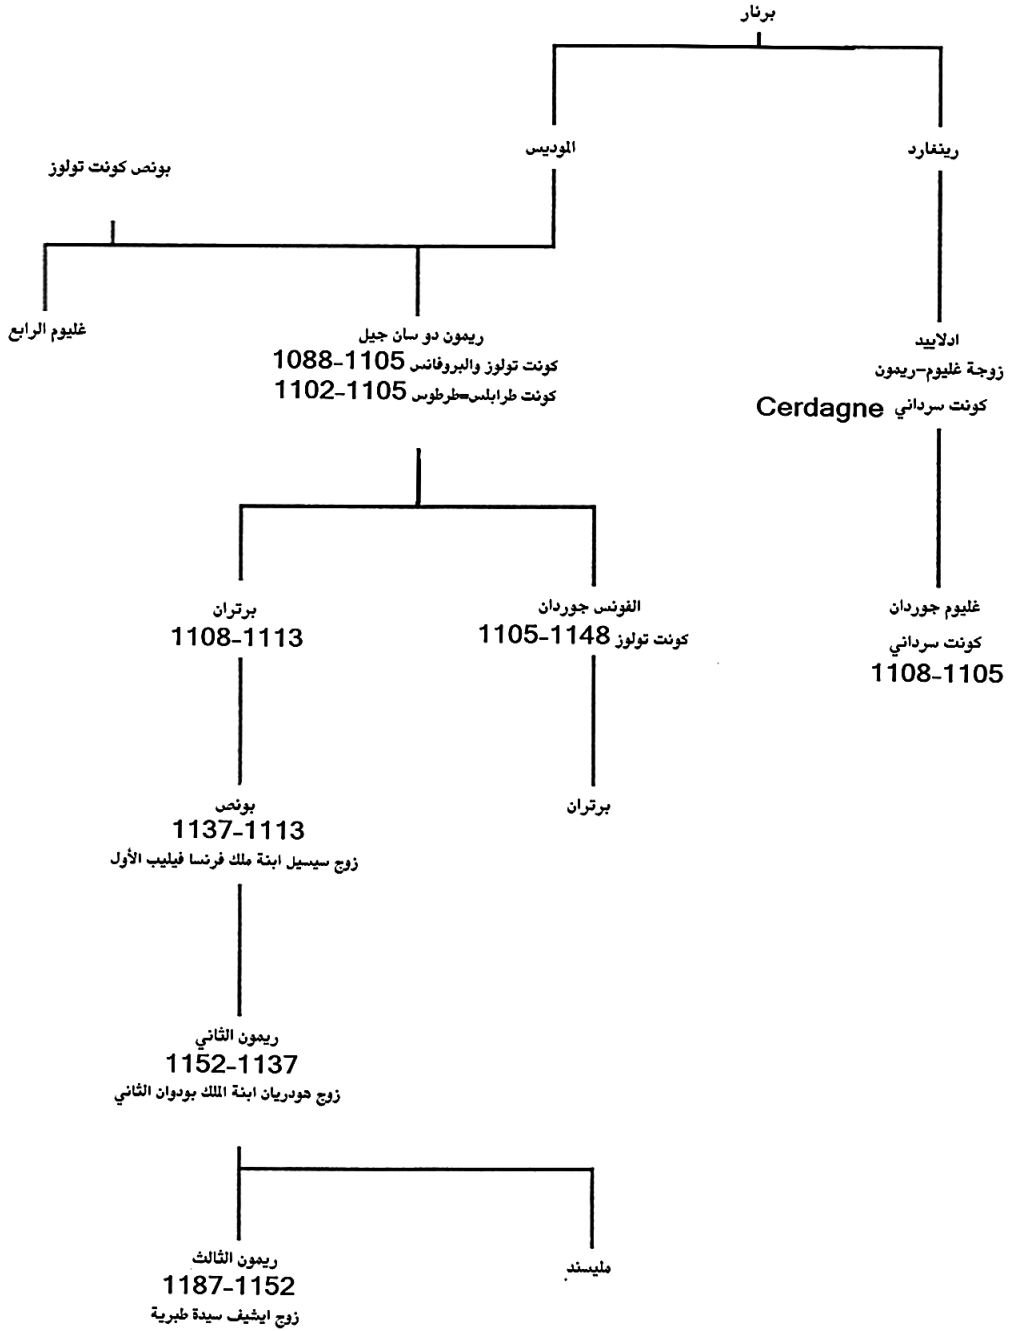 برنار
رينغارد
الموديس
بونص كونت تولوز
ادلاييد
زوجة غليوم-ريمون
كونت سرداني Cerdagne
ريمون دو سان جيل
كونت تولوز والبروفانس 1105-1088
كونت طرابلس=طرطوس 1105-1102
غليوم الرابع
غليوم جوردان
كونت سرداني
1108-1105
الفونس جوردان
كونت تولوز 1148-1105
برتران
1108-1113
برتران
بونص
1137-1113
زوج سيسيل ابنة ملك فرنسا فيليب الأول
ريمون الثاني
1152-1137
زوج هودريان ابنة الملك بودوان الثاني
مليسند
ريمون الثالث
1187-1152
زوج ايشيف سيدة طبرية